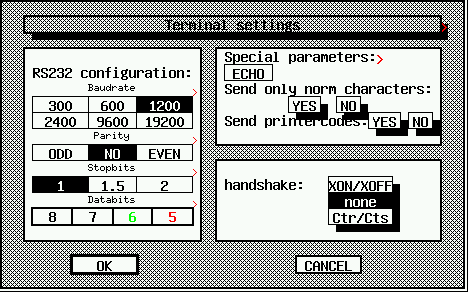 Terminal settings
RS232 configuration:
Baudrate
300 600 1200
2400 9600 19200
Parity
ODD NO EVEN
Stopbits
1 1.5 2
Databits
8 7 6 5
Special parameters:
ECHO
Send only norm characters:
YES NO
Send printercodes: YES NO
handshake:
XON/XOFF
none
Ctr/Cts
OK
CANCEL